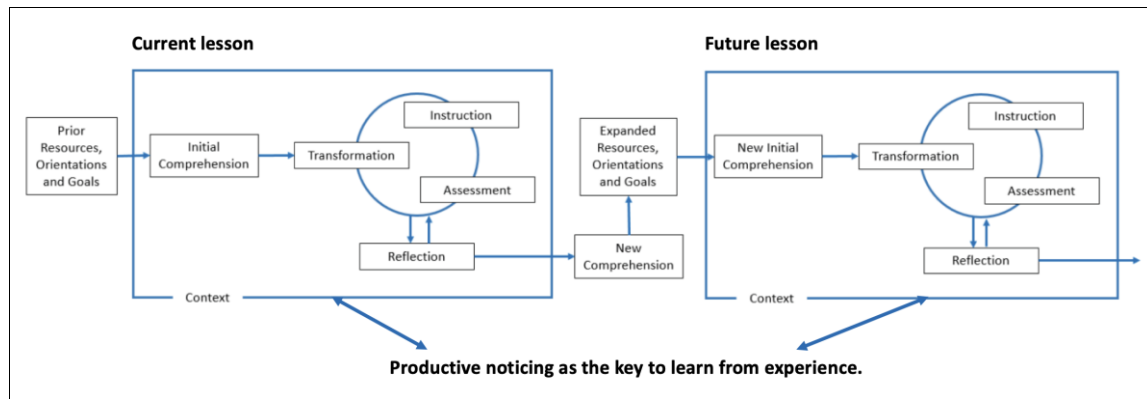 Current lesson
Prior
Resources,
Orientations
and Goals
Initial
Comprehension
Transformation
Instruction
Assessment
Reflection
Context
New
Comprehension
Expanded
Resources,
Orientations
and Goals
Future lesson
New Initial
Comprehension
Transformation
Instruction
Assessment
Reflection
Context
Productive noticing as the key to learn from experience.